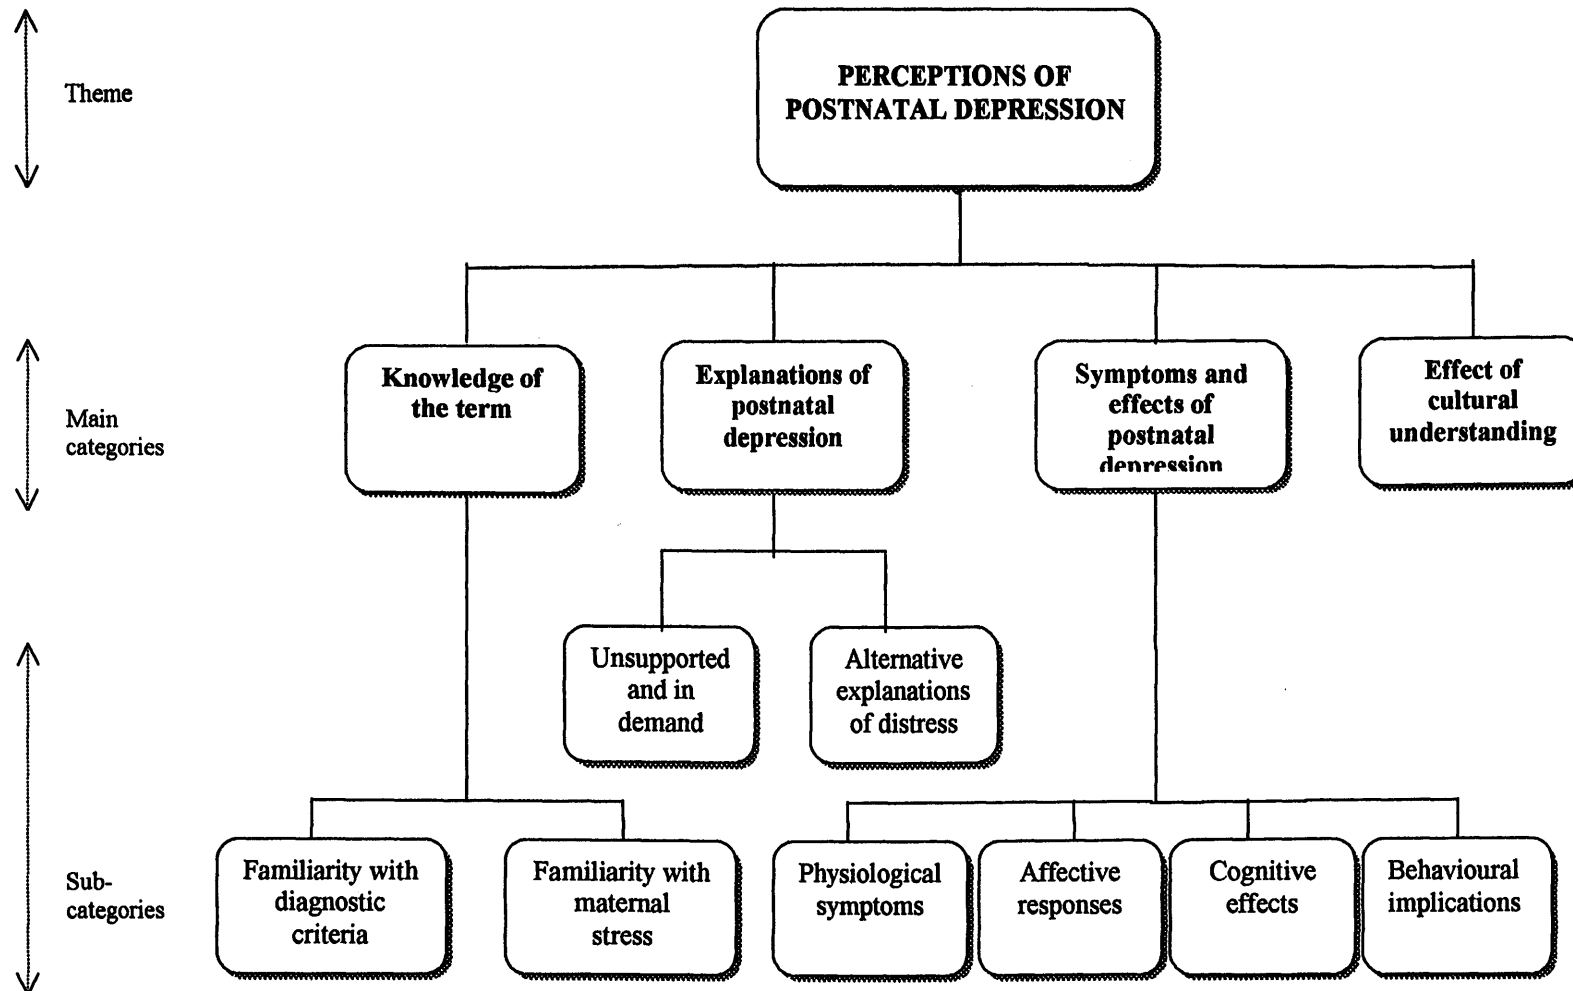 Theme
PERCEPTIONS OF
POSTNATAL DEPRESSION
Main
categories
Knowledge of
the term
Explanations of
postnatal
depression
Symptoms and
effects of
postnatal
depression
Effect of
cultural
understanding
Unsupported
and in
demand
Alternative
explanations
of distress
Sub-
categories
Familiarity with
diagnostic
criteria
Familiarity with
maternal
stress
Physiological
symptoms
Affective
responses
Cognitive
effects
Behavioural
implications